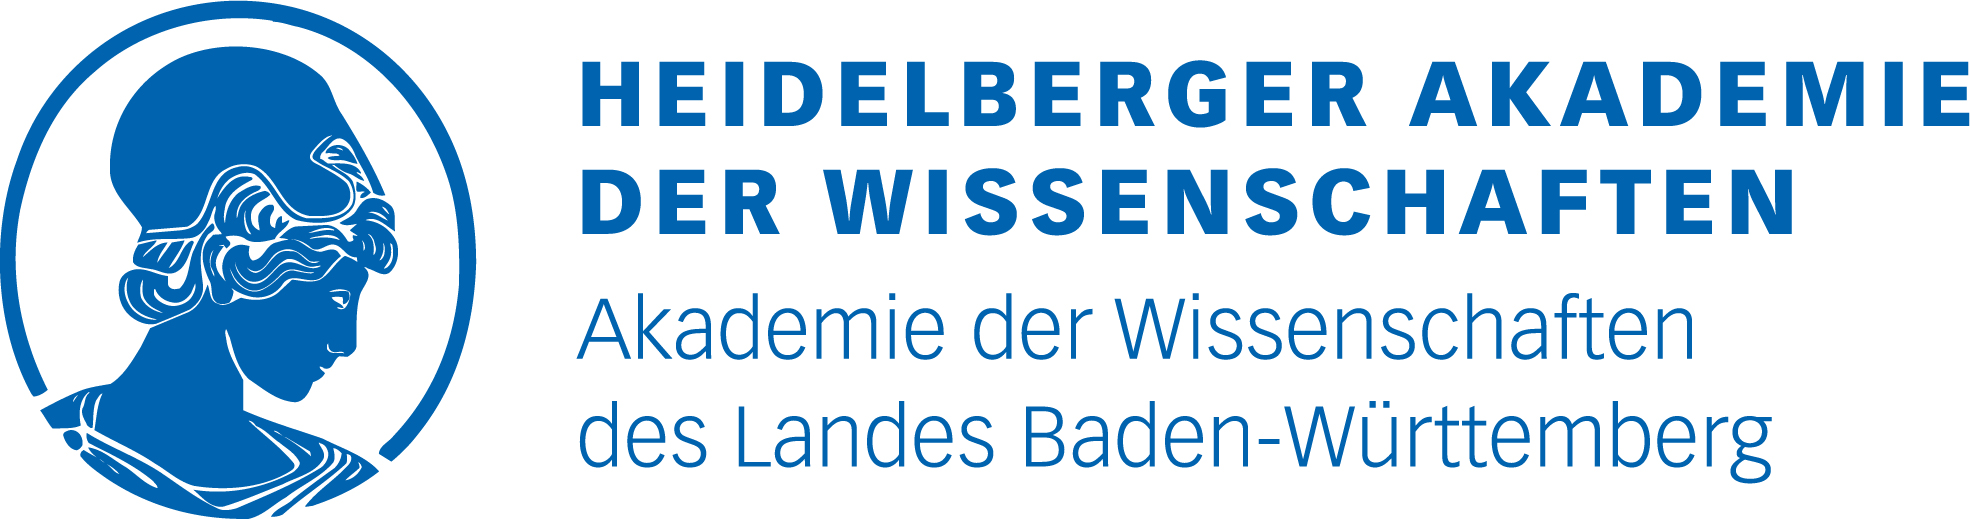 HEIDELBERGER AKADEMIE
DER WISSENSCHAFTEN
Akademie der Wissenschaften
des Landes Baden-Württemberg